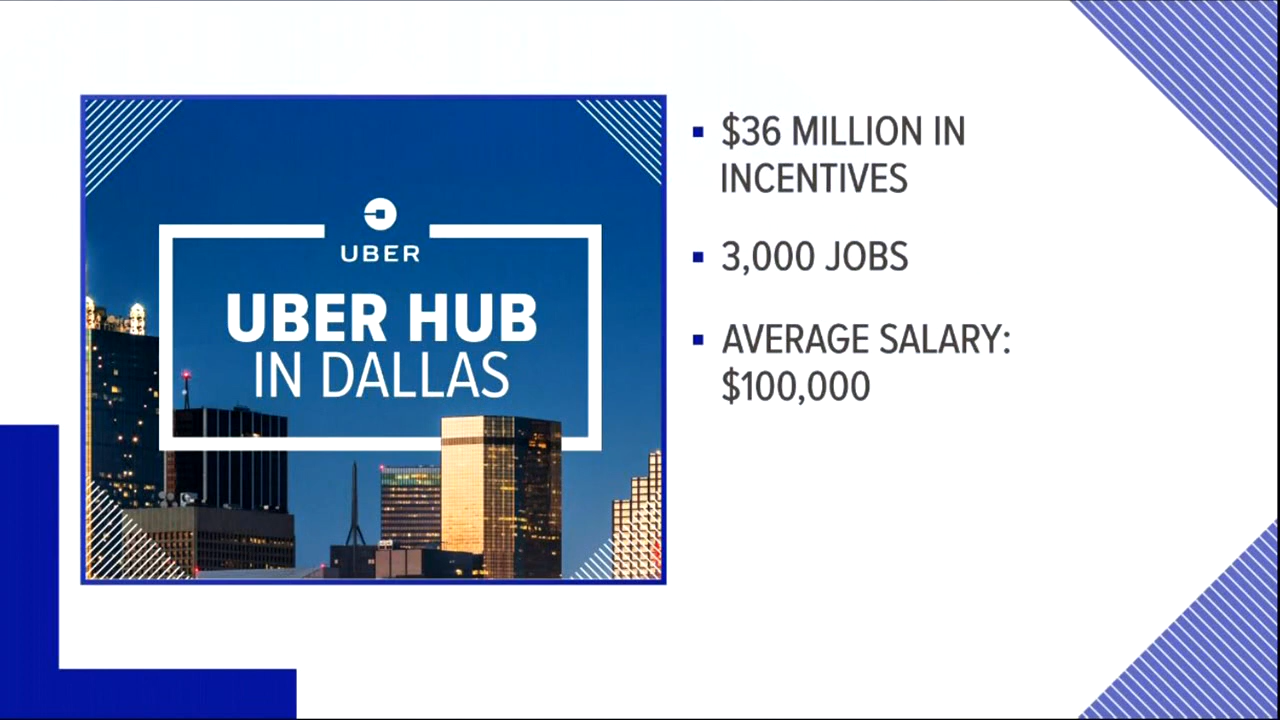 UBER
UBER HUB
IN DALLAS
$36 MILLION IN
INCENTIVES
3,000 JOBS
AVERAGE SALARY:
$100,000